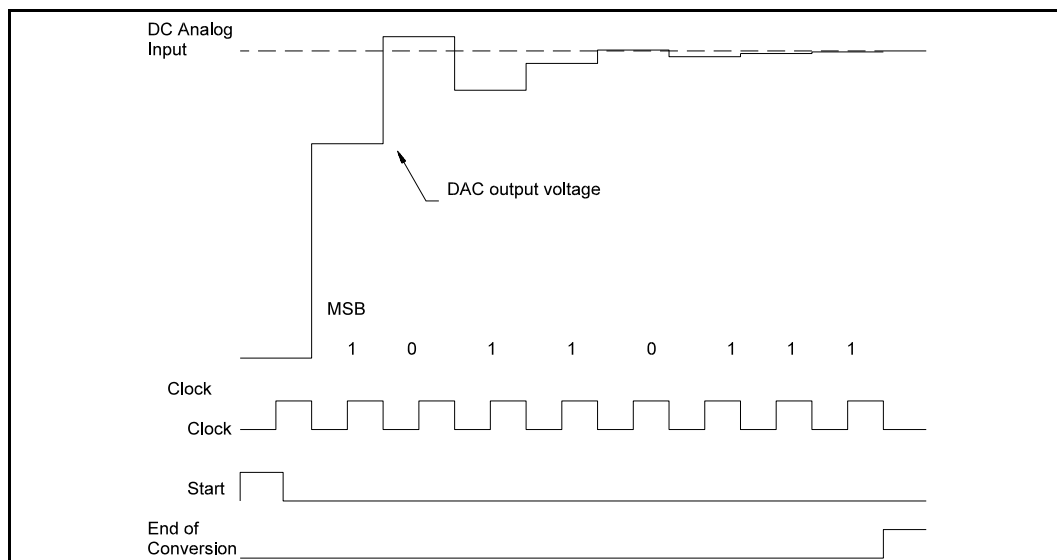 DC Analog
Input
DAC output voltage
MSB
1 0 1 1 0 1 1 1
Clock
Clock
Start
End of
Conversion